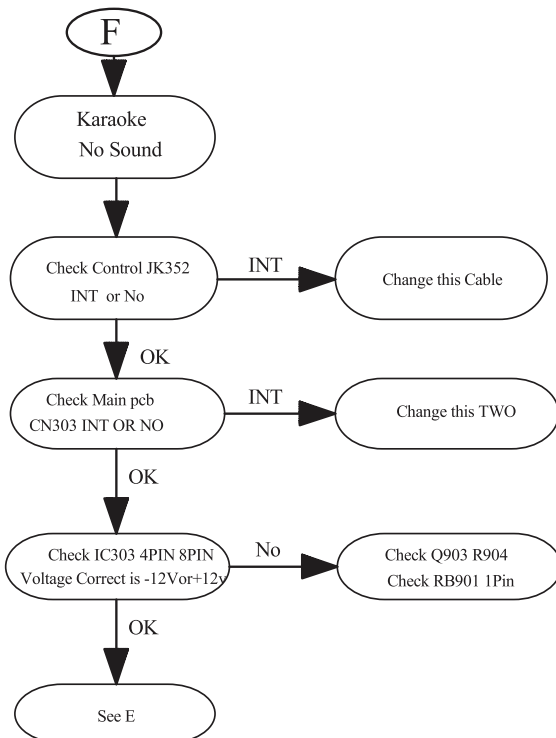 F
Karaoke
No Sound
Check Control JK352
INT or No
INT
Change this Cable
OK
Check Main pcb
CN303 INT OR NO
INT
Change this TWO
OK
Check IC303 4PIN 8PIN
Voltage Correct is -12Vor+12v
No
Check Q903 R904
Check RB901 1Pin
OK
See E